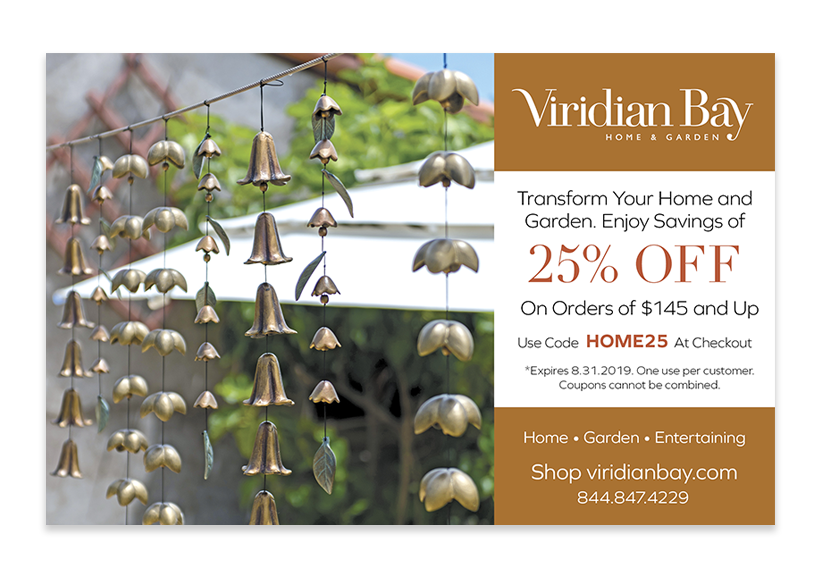 Viridian Bay
HOME & GARDEN
Transform Your Home and
Garden. Enjoy Savings of
25% OFF
On Orders of $145 and Up
Use Code HOME25 At Checkout
*Expires 8.31.2019. One use per customer.
Coupons cannot be combined.
Home • Garden • Entertaining
Shop viridianbay.com
844.847.4229